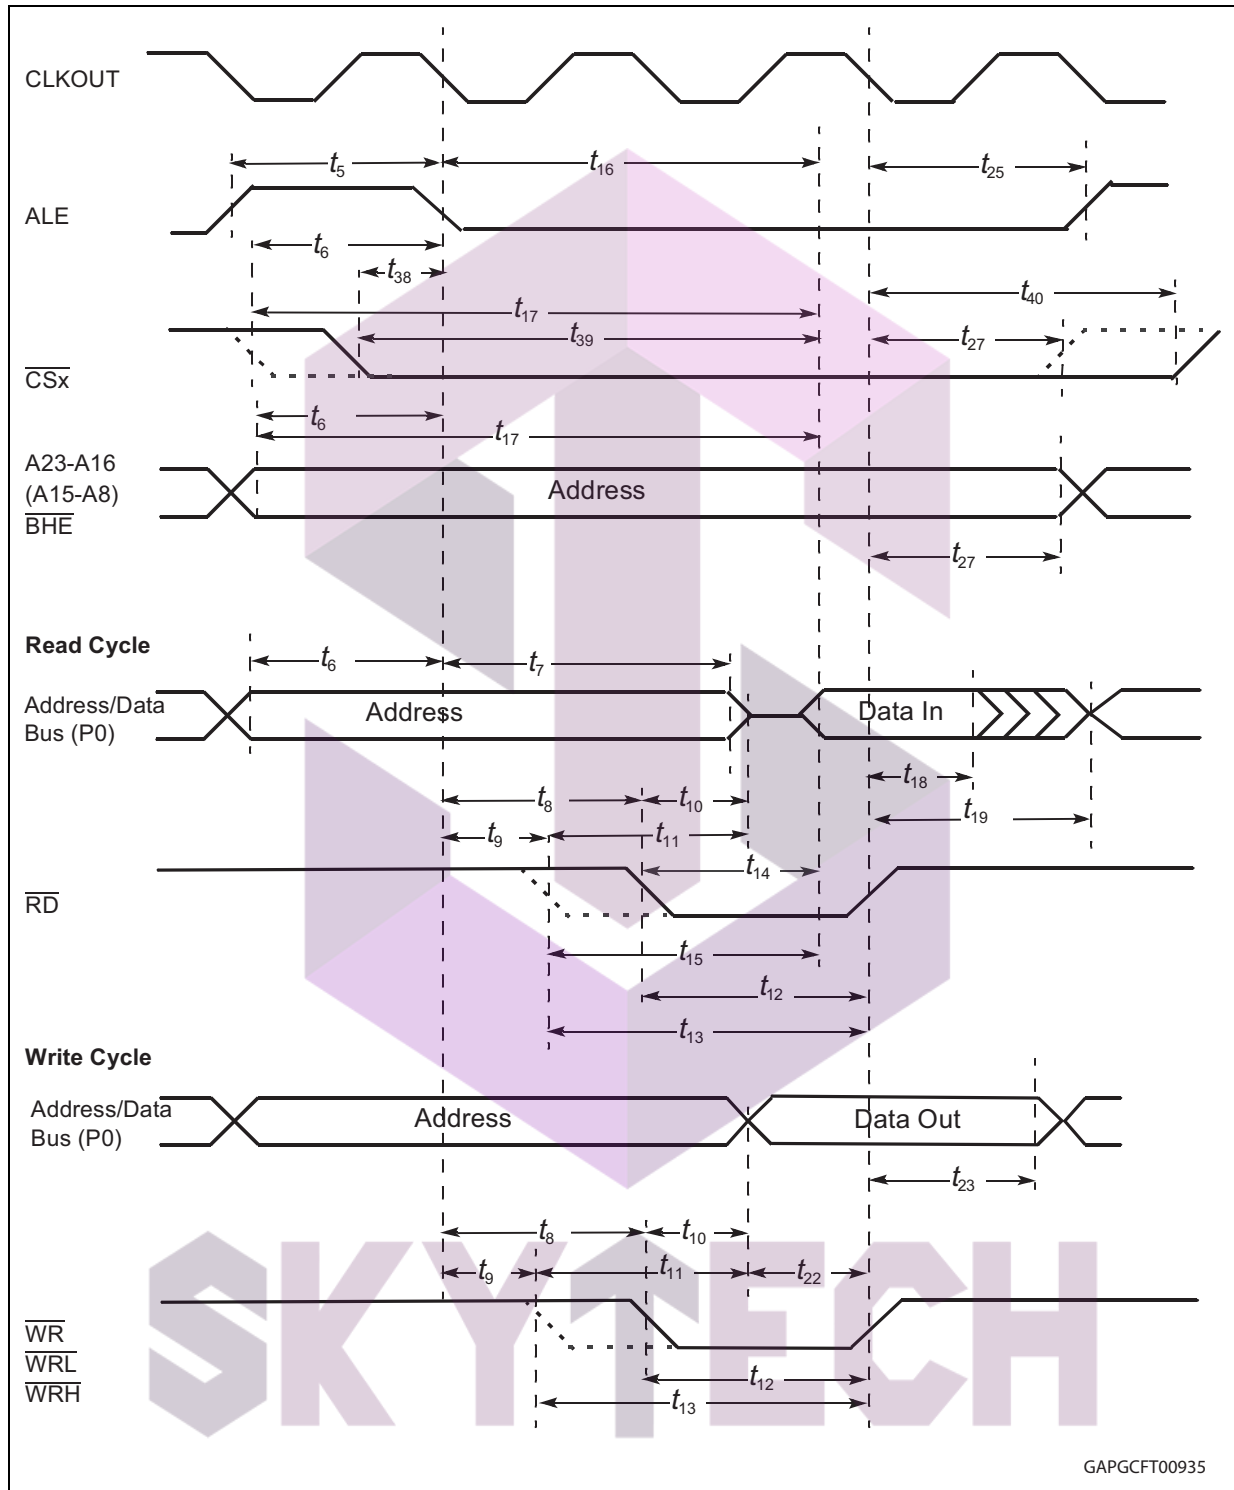 CLKOUT
t5
t16
t25
ALE
t6
t38
t40
t17
t39
t27
CSx
t6
t17
A23-A16
(A15-A8)
BHE
Address
t27
Read Cycle
t6
t7
Address/Data
Bus (P0)
Address
Data In
t18
t8
t10
t19
t9
t11
t14
RD
t15
t12
t13
Write Cycle
Address/Data
Bus (P0)
Address
Data Out
t23
t8
t10
t9
t11
t22
SKYTECH
WR
WRL
WRH
t12
t13
GAPGCFT00935